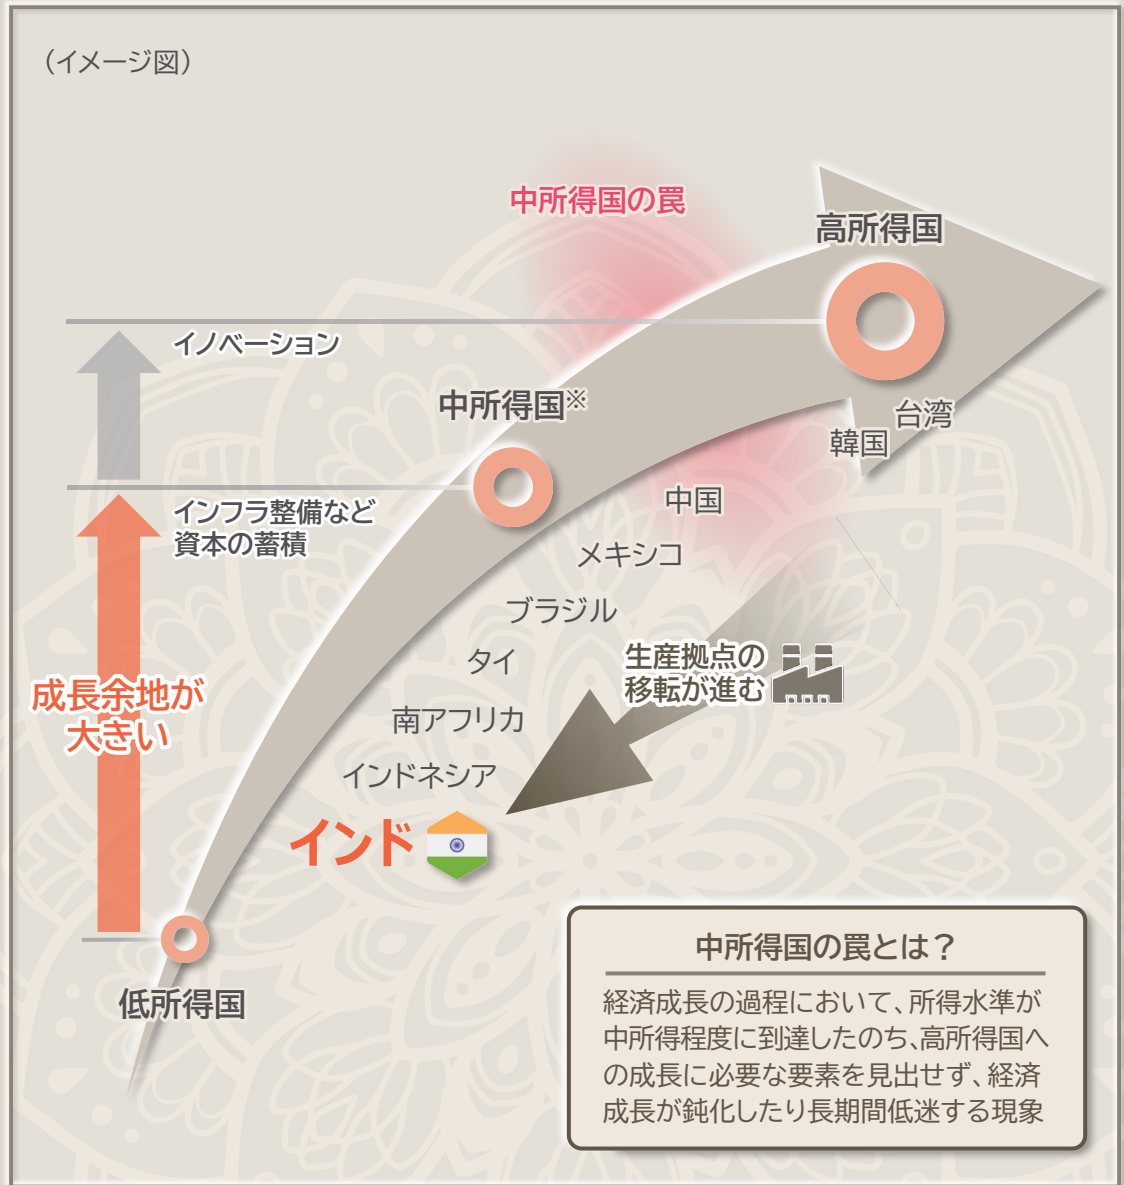 （イメージ図）
中所得国の罠
高所得国
イノベーション
中所得国※
台湾
韓国
中国
インフラ整備など
資本の蓄積
メキシコ
ブラジル
生産拠点の
移転が進む
タイ
成長余地が
大きい
南アフリカ
インドネシア
インド
低所得国
中所得国の罠とは？
経済成長の過程において、所得水準が
中所得程度に到達したのち、高所得国へ
の成長に必要な要素を見出せず、経済
成長が鈍化したり長期間低迷する現象